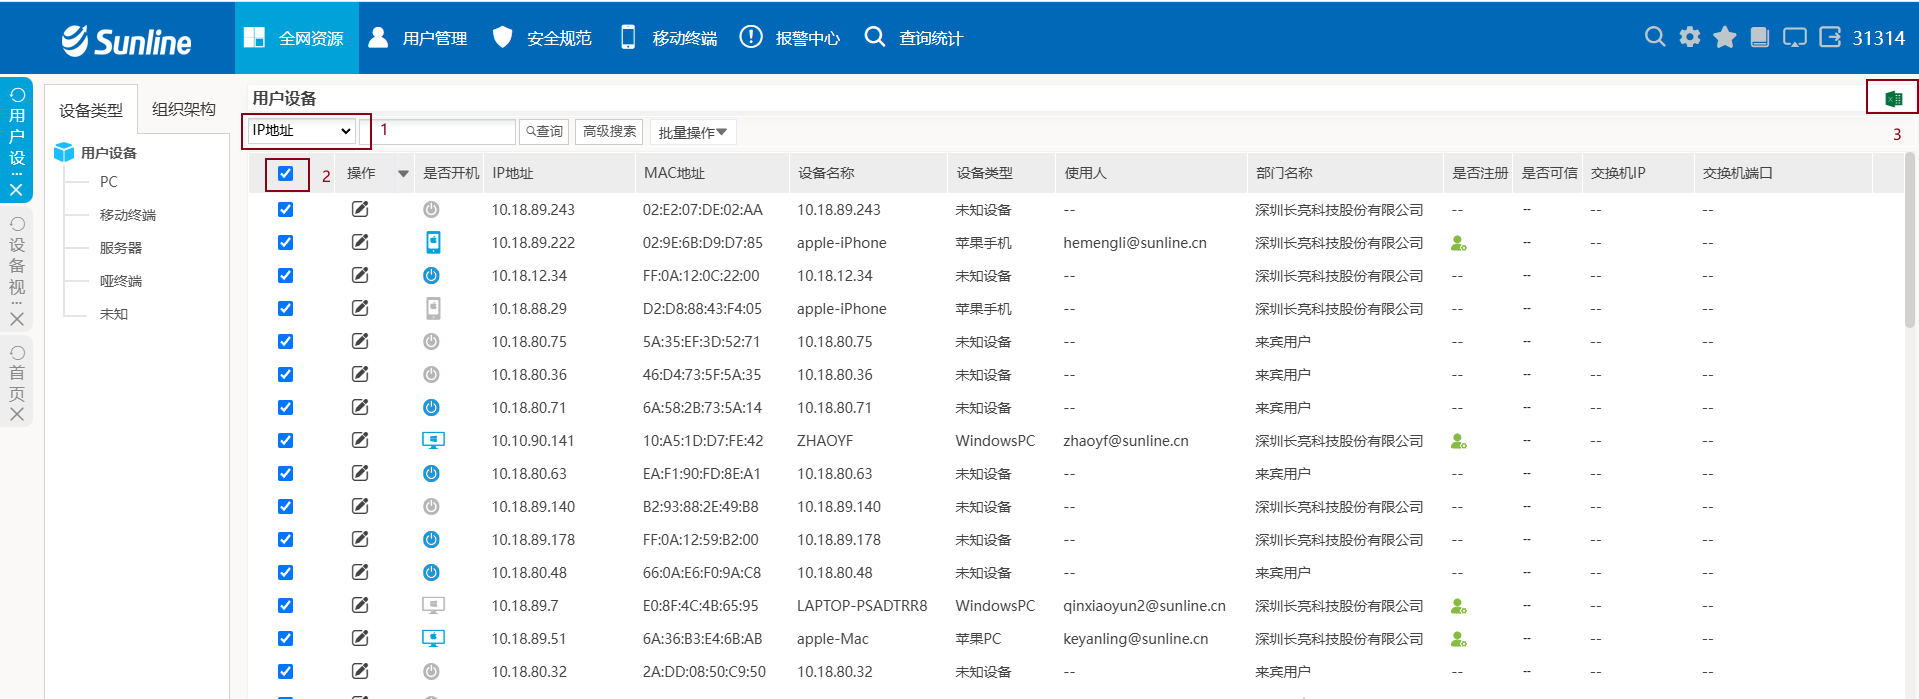 Sunline 全网资源 用户管理 安全规范 移动终端 报警中心 查询统计 31314
用户设⋮
设备视⋮
首页
设备类型 组织架构
用户设备
PC
移动终端
服务器
哑终端
未知
用户设备
3
IP地址 1 查询 高级搜索 批量操作
2 操作 是否开机 IP地址 MAC地址 设备名称 设备类型 使用人 部门名称 是否注册 是否可信 交换机IP 交换机端口
10.18.89.243 02:E2:07:DE:02:AA 10.18.89.243 未知设备 -- 深圳长亮科技股份有限公司 -- -- -- --
10.18.89.222 02:9E:6B:D9:D7:85 apple-iPhone 苹果手机 hemengli@sunline.cn 深圳长亮科技股份有限公司 -- -- --
10.18.12.34 FF:0A:12:0C:22:00 10.18.12.34 未知设备 -- 深圳长亮科技股份有限公司 -- -- -- --
10.18.88.29 D2:D8:88:43:F4:05 apple-iPhone 苹果手机 -- 深圳长亮科技股份有限公司 -- -- -- --
10.18.80.75 5A:35:EF:3D:52:71 10.18.80.75 未知设备 -- 来宾用户 -- -- -- --
10.18.80.36 46:D4:73:5F:5A:35 10.18.80.36 未知设备 -- 来宾用户 -- -- -- --
10.18.80.71 6A:58:2B:73:5A:14 10.18.80.71 未知设备 -- 来宾用户 -- -- -- --
10.10.90.141 10:A5:1D:D7:FE:42 ZHAOYF WindowsPC zhaoyf@sunline.cn 深圳长亮科技股份有限公司 -- -- --
10.18.80.63 EA:F1:90:FD:8E:A1 10.18.80.63 未知设备 -- 来宾用户 -- -- -- --
10.18.89.140 B2:93:88:2E:49:B8 10.18.89.140 未知设备 -- 深圳长亮科技股份有限公司 -- -- -- --
10.18.89.178 FF:0A:12:59:B2:00 10.18.89.178 未知设备 -- 深圳长亮科技股份有限公司 -- -- -- --
10.18.80.48 66:0A:E6:F0:9A:C8 10.18.80.48 未知设备 -- 来宾用户 -- -- -- --
10.18.89.7 E0:8F:4C:4B:65:95 LAPTOP-PSADTRR8 WindowsPC qinxiaoyun2@sunline.cn 深圳长亮科技股份有限公司 -- -- --
10.18.89.51 6A:36:B3:E4:6B:AB apple-Mac 苹果PC keyanling@sunline.cn 深圳长亮科技股份有限公司 -- -- --
10.18.80.32 2A:DD:08:50:C9:50 10.18.80.32 未知设备 -- 来宾用户 -- -- -- --